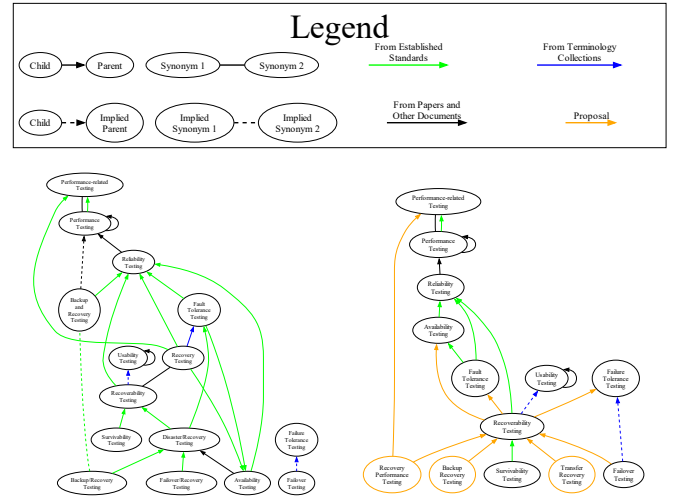 Legend
From Established
Standards
From Terminology
Collections
Child
Parent
Synonym 1
Synonym 2
From Papers and
Other Documents
Proposal
Child
Implied
Parent
Implied
Synonym 1
Implied
Synonym 2
Performance-related
Testing
Performance
Testing
Reliability
Testing
Backup
and
Recovery
Testing
Fault
Tolerance
Testing
Usability
Testing
Recovery
Testing
Recoverability
Testing
Survivability
Testing
Disaster/Recovery
Testing
Failure
Tolerance
Testing
Backup/Recovery
Testing
Failover/Recovery
Testing
Availability
Testing
Failover
Testing
Performance-related
Testing
Performance
Testing
Reliability
Testing
Availability
Testing
Fault
Tolerance
Testing
Usability
Testing
Failure
Tolerance
Testing
Recoverability
Testing
Recovery
Performance
Testing
Backup
Recovery
Testing
Survivability
Testing
Transfer
Recovery
Testing
Failover
Testing